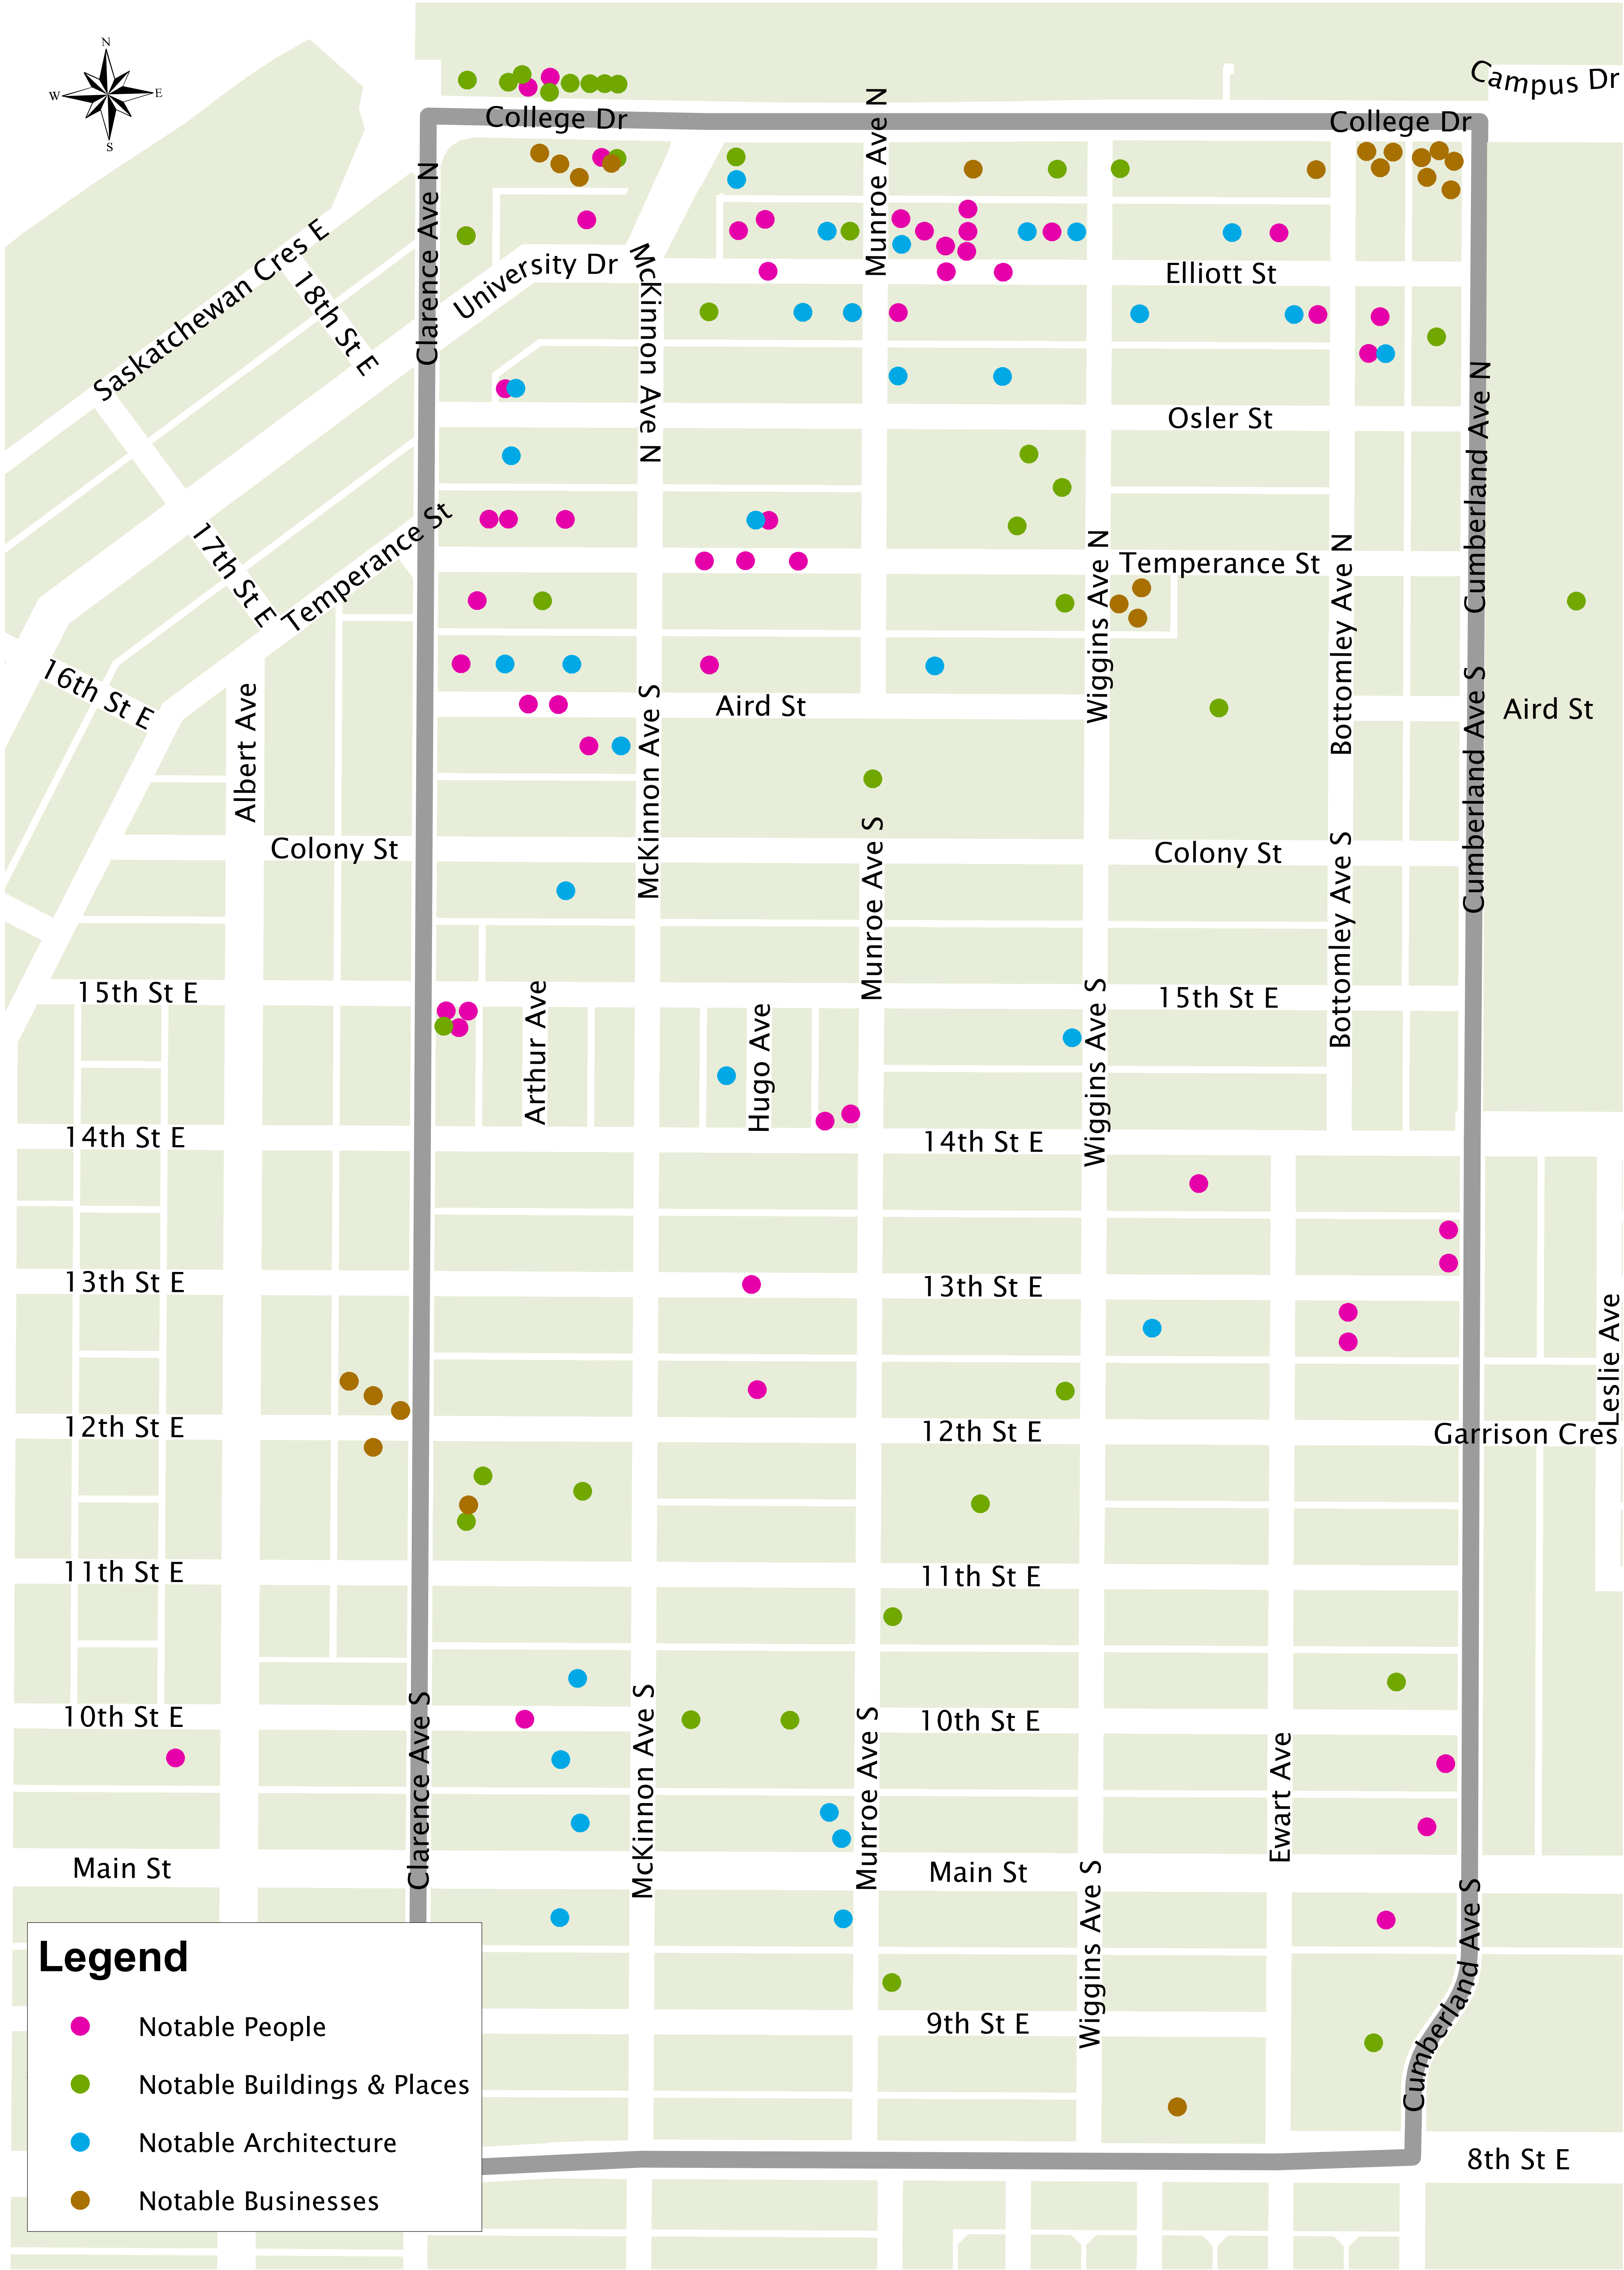 N
W
E
S
Campus Dr
College Dr
College Dr
Munroe Ave N
Clarence Ave N
Saskatchewan Cres E
18th St E
University Dr
McKinnon Ave N
Elliott St
Osler St
Cumberland Ave N
Cumberland Ave N
17th St E
Temperance St
Temperance St
Wiggins Ave N
Bottomley Ave N
16th St E
Albert Ave
McKinnon Ave S
Aird St
Aird St
Cumberland Ave S
Cumberland Ave S
Colony St
Colony St
Munroe Ave S
Bottomley Ave S
15th St E
15th St E
Arthur Ave
Hugo Ave
Wiggins Ave S
14th St E
14th St E
13th St E
13th St E
Leslie Ave
12th St E
12th St E
Garrison Cres
11th St E
11th St E
10th St E
10th St E
Clarence Ave S
McKinnon Ave S
Munroe Ave S
Ewart Ave
Main St
Main St
Wiggins Ave S
Cumberland Ave S
Cumberland Ave S
9th St E
8th St E
Legend
Notable People
Notable Buildings & Places
Notable Architecture
Notable Businesses